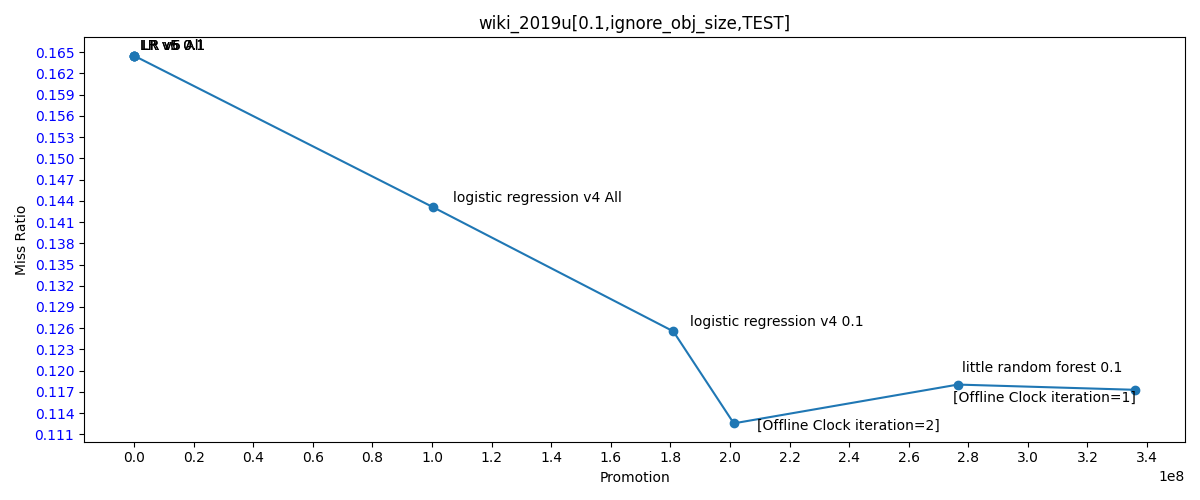 wiki_2019u[0.1,ignore_obj_size,TEST]
0.165
0.162
0.159
0.156
0.153
0.150
0.147
0.144
0.141
0.138
0.135
0.132
0.129
0.126
0.123
0.120
0.117
0.114
0.111
Miss Ratio
logistic regression v4 All
logistic regression v4 0.1
little random forest 0.1
[Offline Clock iteration=1]
[Offline Clock iteration=2]
0.0 0.2 0.4 0.6 0.8 1.0 1.2 1.4 1.6 1.8 2.0 2.2 2.4 2.6 2.8 3.0 3.2 3.4
Promotion
1e8